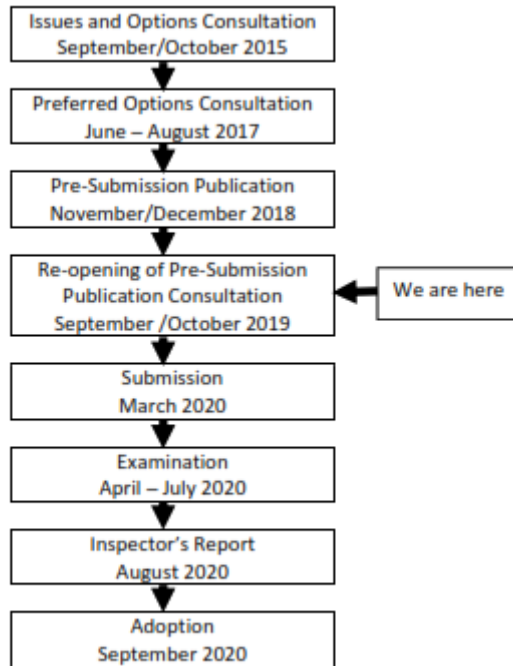 Issues and Options Consultation
September/October 2015
Preferred Options Consultation
June – August 2017
Pre-Submission Publication
November/December 2018
Re-opening of Pre-Submission
Publication Consultation
September /October 2019
We are here
Submission
March 2020
Examination
April – July 2020
Inspector's Report
August 2020
Adoption
September 2020